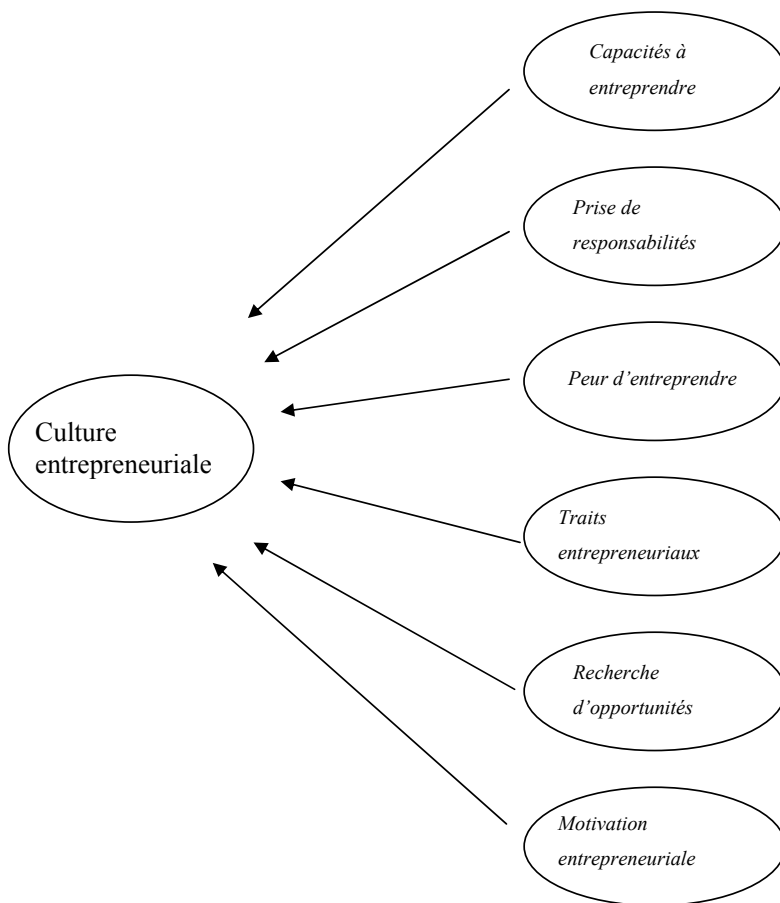 Capacités à
entreprendre
Prise de
responsabilités
Peur d’entreprendre
Culture
entrepreneuriale
Traits
entrepreneuriaux
Recherche
d’opportunités
Motivation
entrepreneuriale